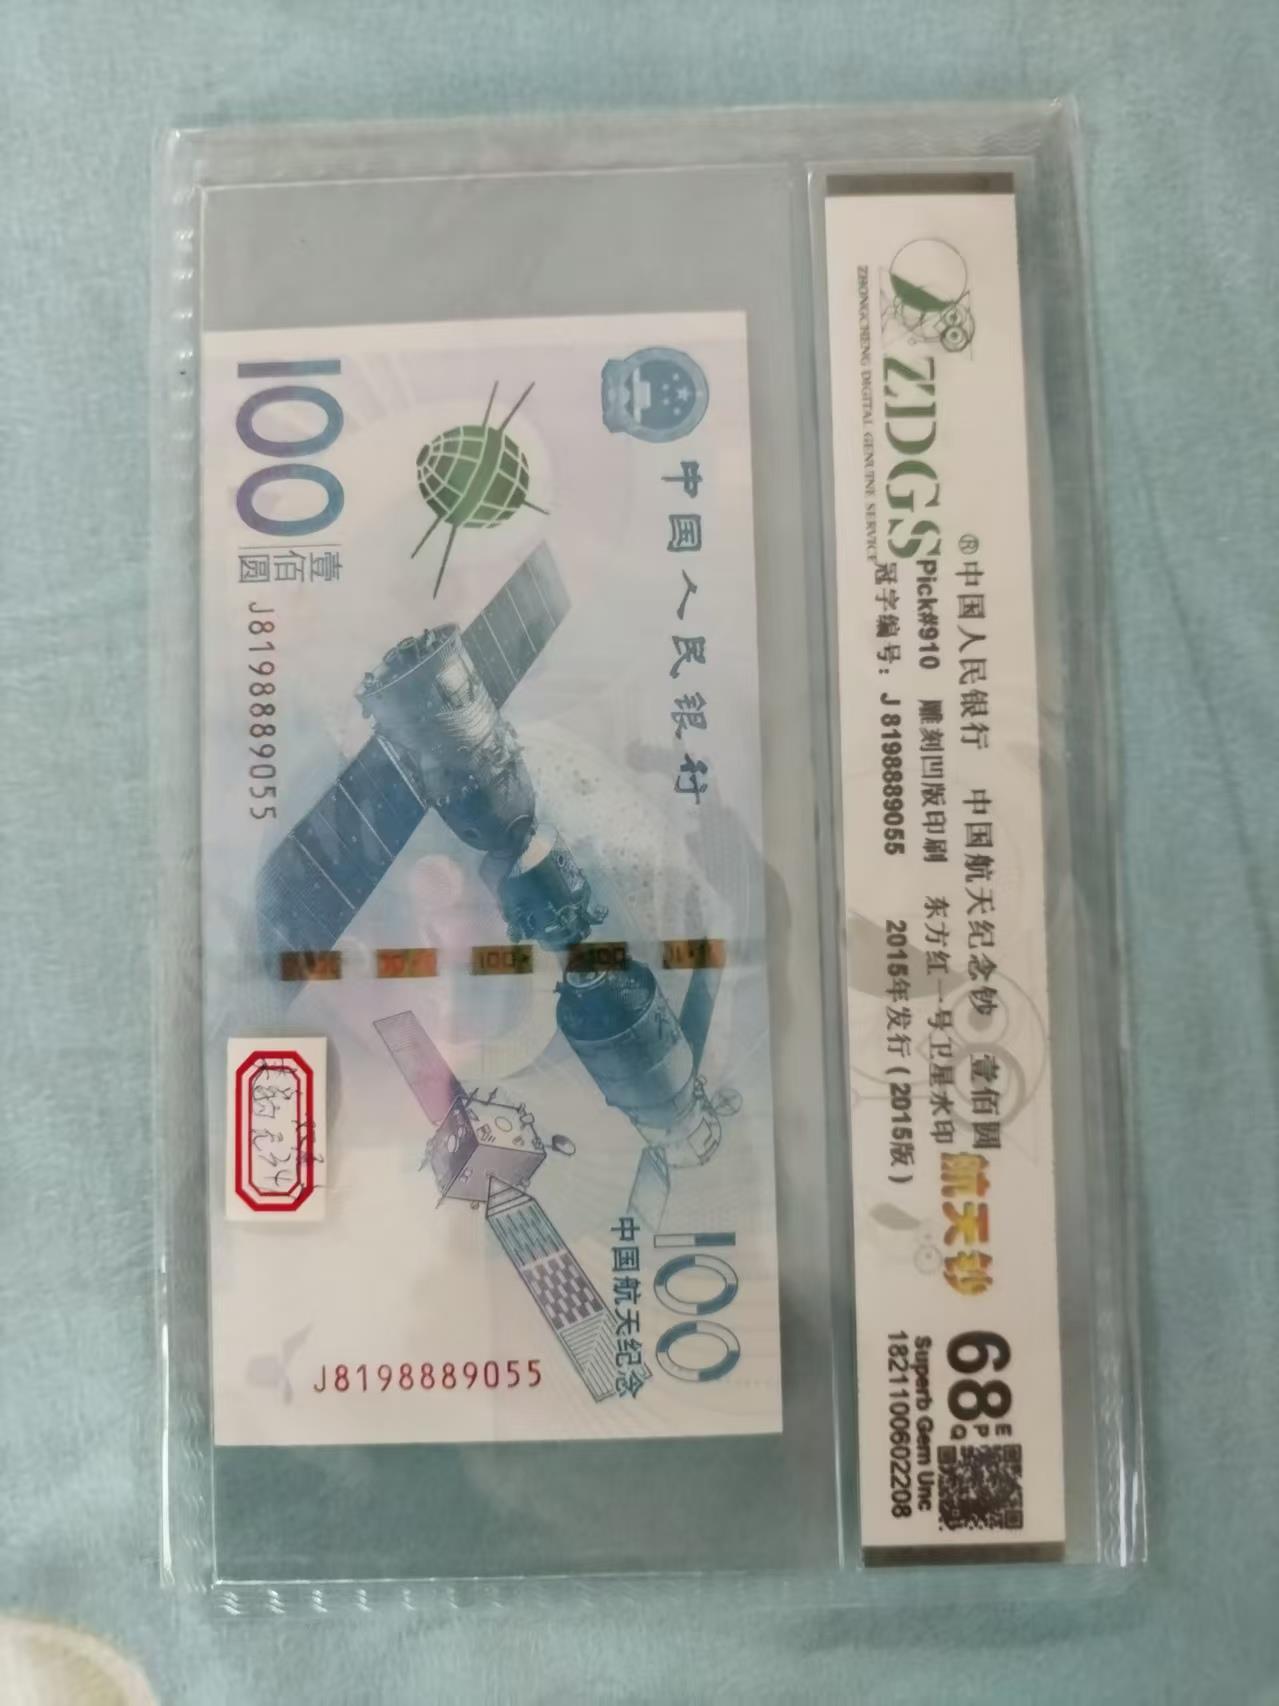 ZDGS
ZHONGCHENG DIGITAL GENUINE SERVICE
®中国人民银行 中国航天纪念钞 壹佰圆
Pick#910 雕刻凹版印刷 东方红一号卫星水印
冠字编号: J8198889055 2015年发行(2015版)
航天钞
68
E
P
Q
Superb Gem Unc
1821100602208
中国人民银行
100
中国航天纪念
J8198889055
100
壹佰圆
J8198889055